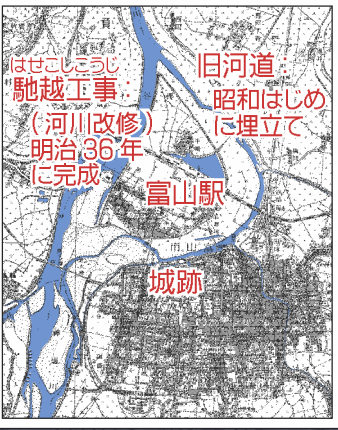 はせこしこうじ
馳越工事：
(河川改修)
明治36年
に完成
旧河道
昭和はじめ
に埋立て
富山駅
城跡